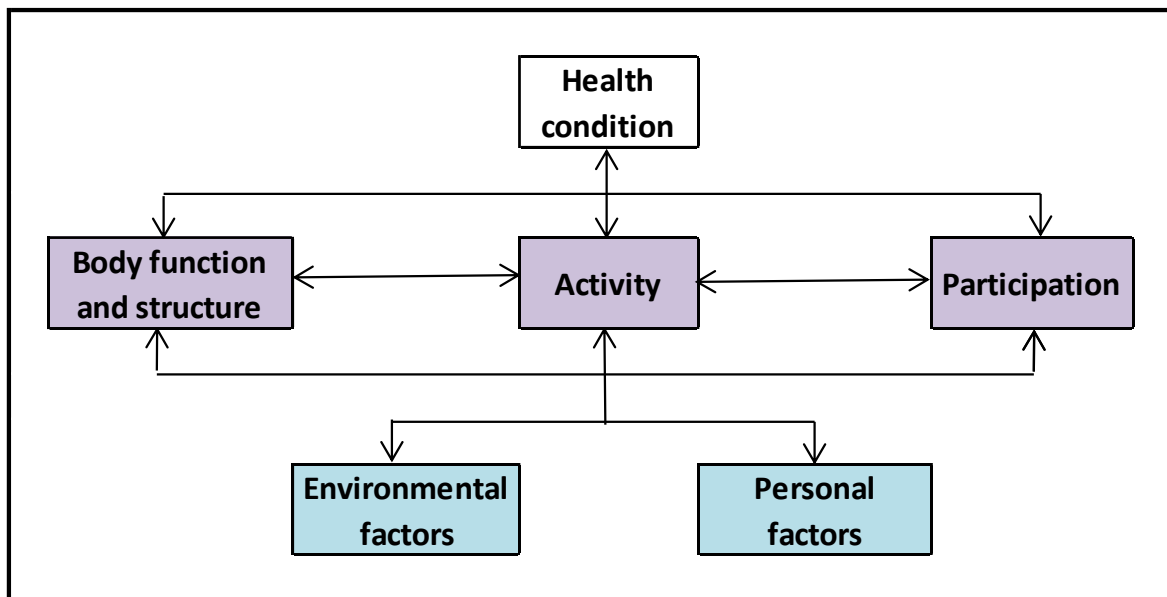 Health
condition
Body function
and structure
Activity
Participation
Environmental
factors
Personal
factors